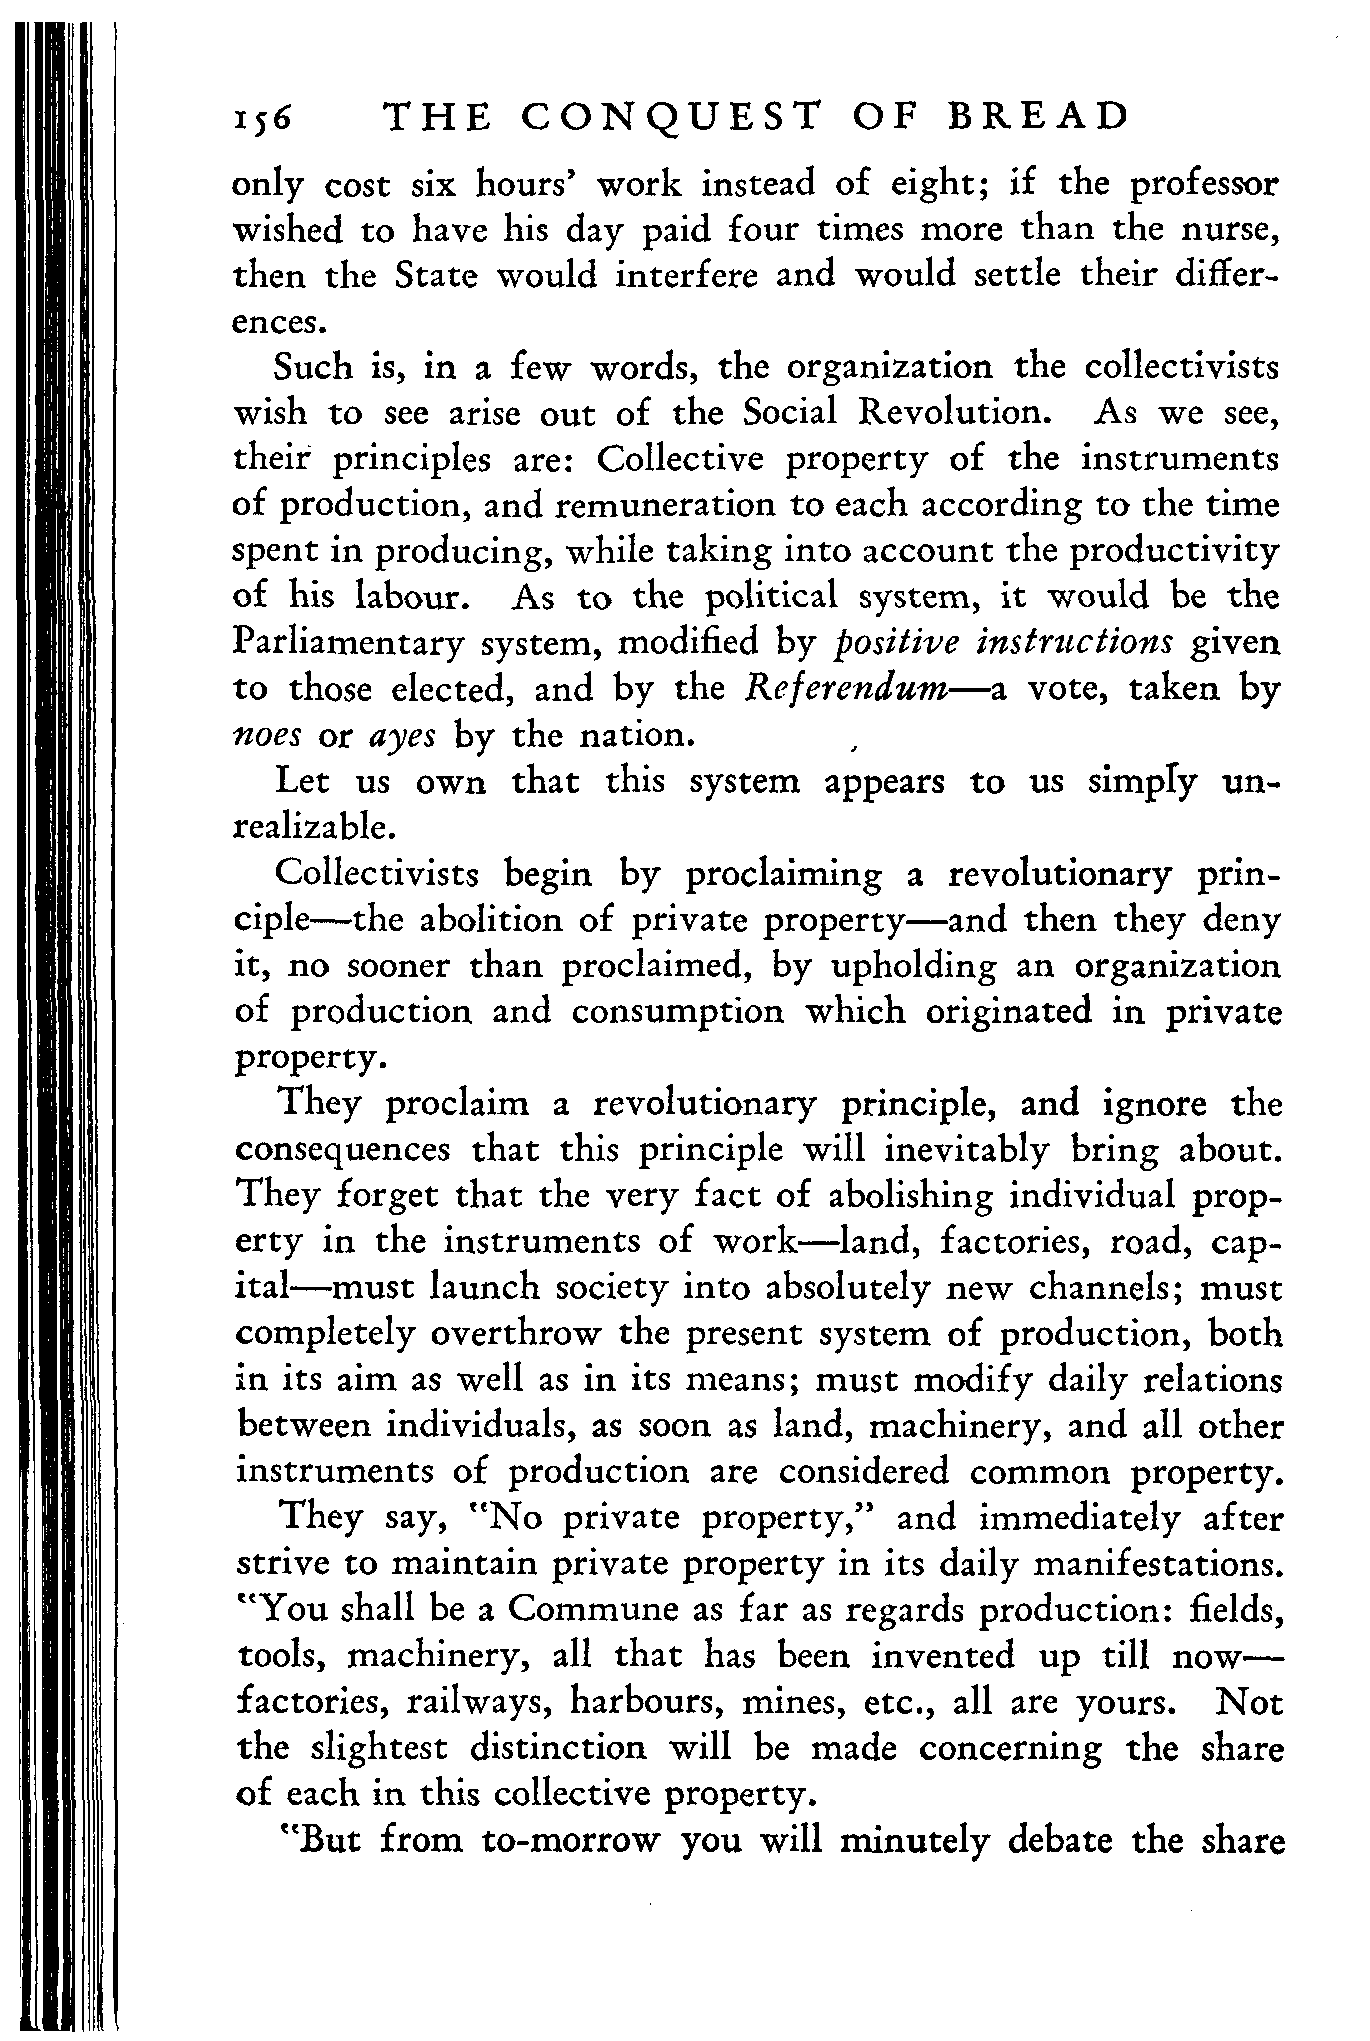 156 THE CONQUEST OF BREAD
only cost six hours' work instead of eight; if the professor
wished to have his day paid four times more than the nurse,
then the State would interfere and would settle their differ-
ences.
Such is, in a few words, the organization the collectivists
wish to see arise out of the Social Revolution. As we see,
their principles are: Collective property of the instruments
of production, and remuneration to each according to the time
spent in producing, while taking into account the productivity
of his labour. As to the political system, it would be the
Parliamentary system, modified by positive instructions given
to those elected, and by the Referendum—a vote, taken by
noes or ayes by the nation.
Let us own that this system appears to us simply un-
realizable.
Collectivists begin by proclaiming a revolutionary prin-
ciple—the abolition of private property—and then they deny
it, no sooner than proclaimed, by upholding an organization
of production and consumption which originated in private
property.
They proclaim a revolutionary principle, and ignore the
consequences that this principle will inevitably bring about.
They forget that the very fact of abolishing individual prop-
erty in the instruments of work—land, factories, road, cap-
ital—must launch society into absolutely new channels; must
completely overthrow the present system of production, both
in its aim as well as in its means; must modify daily relations
between individuals, as soon as land, machinery, and all other
instruments of production are considered common property.
They say, "No private property," and immediately after
strive to maintain private property in its daily manifestations.
"You shall be a Commune as far as regards production: fields,
tools, machinery, all that has been invented up till now—
factories, railways, harbours, mines, etc., all are yours. Not
the slightest distinction will be made concerning the share
of each in this collective property.
"But from to-morrow you will minutely debate the share